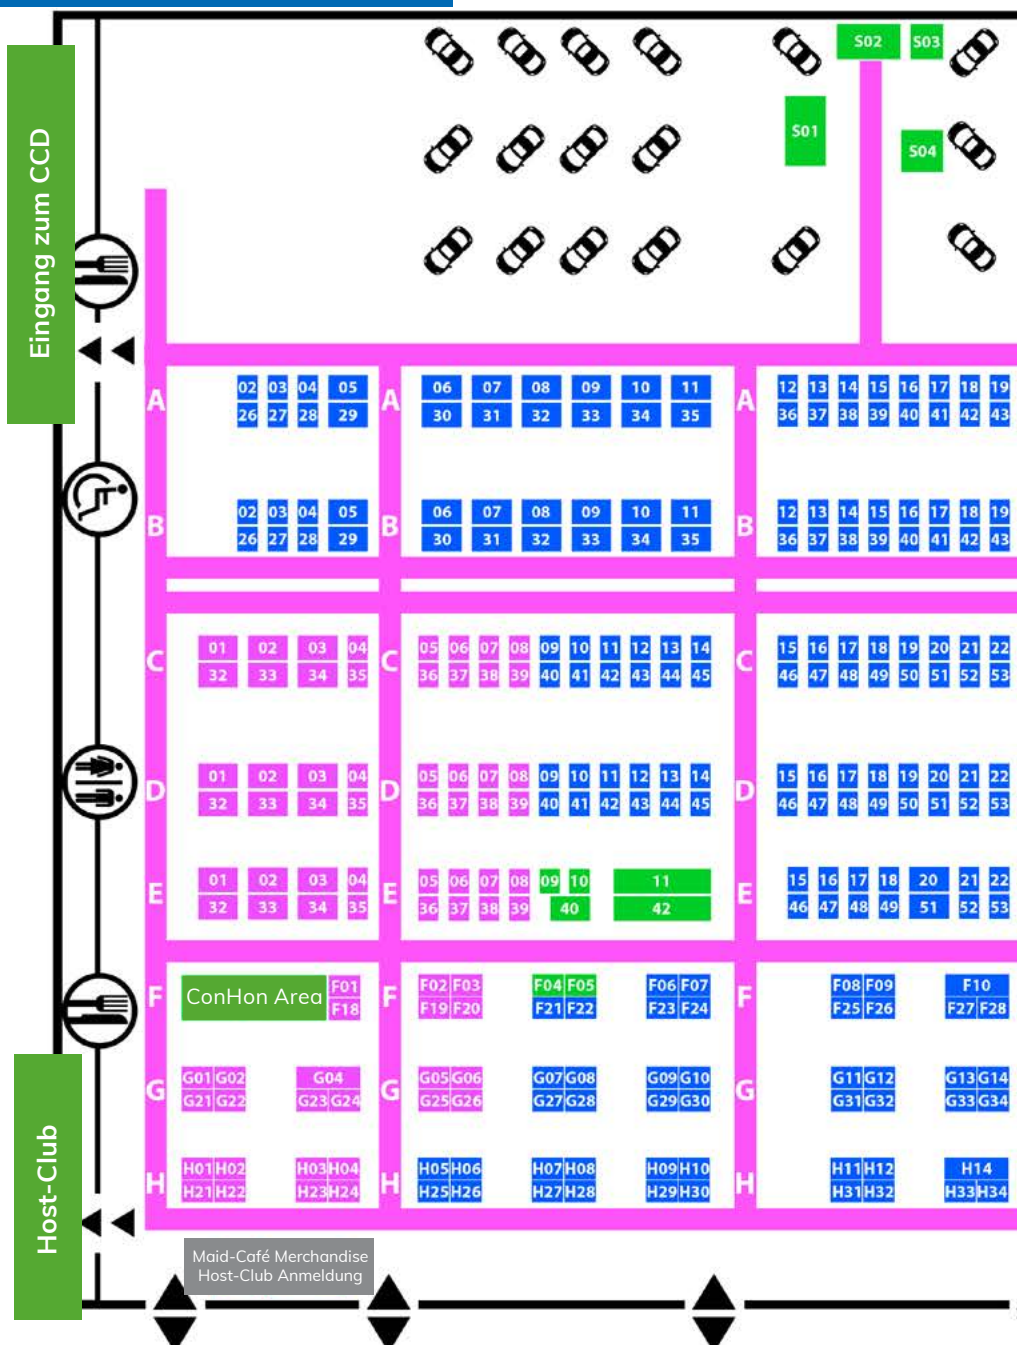 S02 S03
S01
S04
Eingang zum CCD
A 02 03 04 05 A 06 07 08 09 10 11 A 12 13 14 15 16 17 18 19
26 27 28 29 30 31 32 33 34 35 36 37 38 39 40 41 42 43
B 02 03 04 05 B 06 07 08 09 10 11 B 12 13 14 15 16 17 18 19
26 27 28 29 30 31 32 33 34 35 36 37 38 39 40 41 42 43
C 01 02 03 04 C 05 06 07 08 09 10 11 12 13 14 C 15 16 17 18 19 20 21 22
32 33 34 35 36 37 38 39 40 41 42 43 44 45 46 47 48 49 50 51 52 53
D 01 02 03 04 D 05 06 07 08 09 10 11 12 13 14 D 15 16 17 18 19 20 21 22
32 33 34 35 36 37 38 39 40 41 42 43 44 45 46 47 48 49 50 51 52 53
E 01 02 03 04 E 05 06 07 08 09 10 11 E 15 16 17 18 20 21 22
32 33 34 35 36 37 38 39 40 42 46 47 48 49 51 52 53
F ConHon Area F01 F F02 F03 F04 F05 F06 F07 F F08 F09 F10
F18 F19 F20 F21 F22 F23 F24 F25 F26 F27 F28
G G01 G02 G04 G G05 G06 G07 G08 G09 G10 G G11 G12 G13 G14
G21 G22 G23 G24 G25 G26 G27 G28 G29 G30 G31 G32 G33 G34
H H01 H02 H03 H04 H H05 H06 H07 H08 H09 H10 H H11 H12 H14
H21 H22 H23 H24 H25 H26 H27 H28 H29 H30 H31 H32 H33 H34
Host-Club
Maid-Café Merchandise
Host-Club Anmeldung